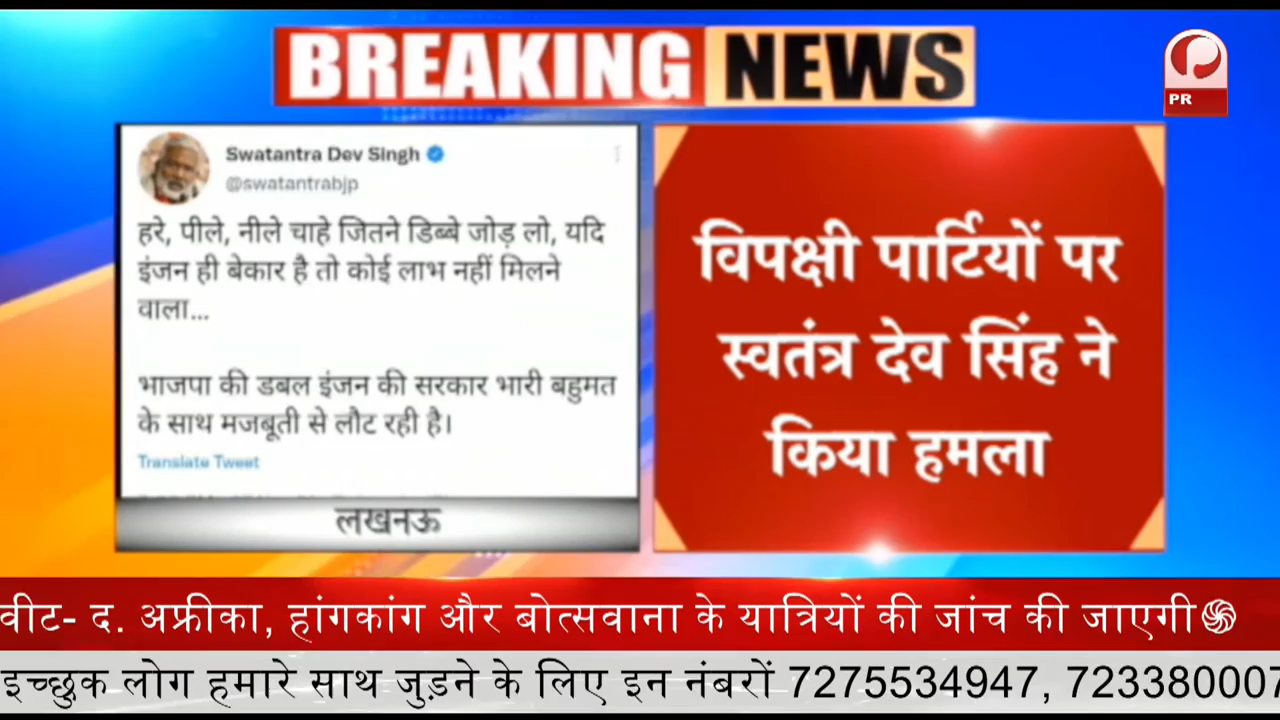 BREAKING NEWS
PR
Swatantra Dev Singh
@swatantrabjp
हरे, पीले, नीले चाहे जितने डिब्बे जोड़ लो, यदि
इंजन ही बेकार है तो कोई लाभ नहीं मिलने
वाला...
भाजपा की डबल इंजन की सरकार भारी बहुमत
के साथ मजबूती से लौट रही है।
Translate Tweet
लखनऊ
विपक्षी पार्टियों पर
स्वतंत्र देव सिंह ने
किया हमला
वीट- द. अफ्रीका, हांगकांग और बोत्सवाना के यात्रियों की जांच की जाएगी
इच्छुक लोग हमारे साथ जुड़ने के लिए इन नंबरों 7275534947, 723380007